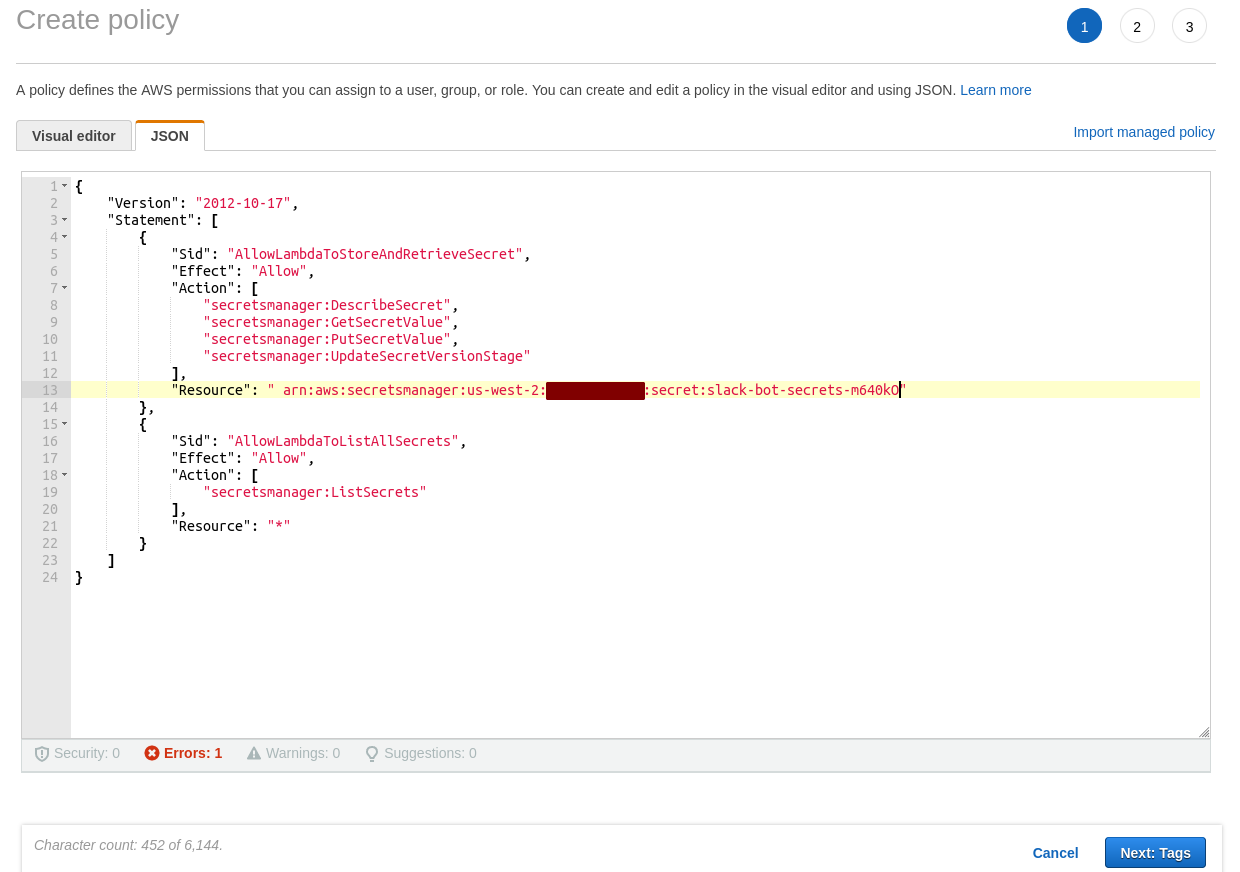 Create policy
1 2 3
A policy defines the AWS permissions that you can assign to a user, group, or role. You can create and edit a policy in the visual editor and using JSON. Learn more
Visual editor JSON Import managed policy
1 {
2 "Version": "2012-10-17",
3 "Statement": [
4 {
5 "Sid": "AllowLambdaToStoreAndRetrieveSecret",
6 "Effect": "Allow",
7 "Action": [
8 "secretsmanager:DescribeSecret",
9 "secretsmanager:GetSecretValue",
10 "secretsmanager:PutSecretValue",
11 "secretsmanager:UpdateSecretVersionStage"
12 ],
13 "Resource": " arn:aws:secretsmanager:us-west-2: :secret:slack-bot-secrets-m640kO"
14 },
15 {
16 "Sid": "AllowLambdaToListAllSecrets",
17 "Effect": "Allow",
18 "Action": [
19 "secretsmanager:ListSecrets"
20 ],
21 "Resource": "*"
22 }
23 ]
24 }
Security: 0 Errors: 1 Warnings: 0 Suggestions: 0
Character count: 452 of 6,144.
Cancel Next: Tags